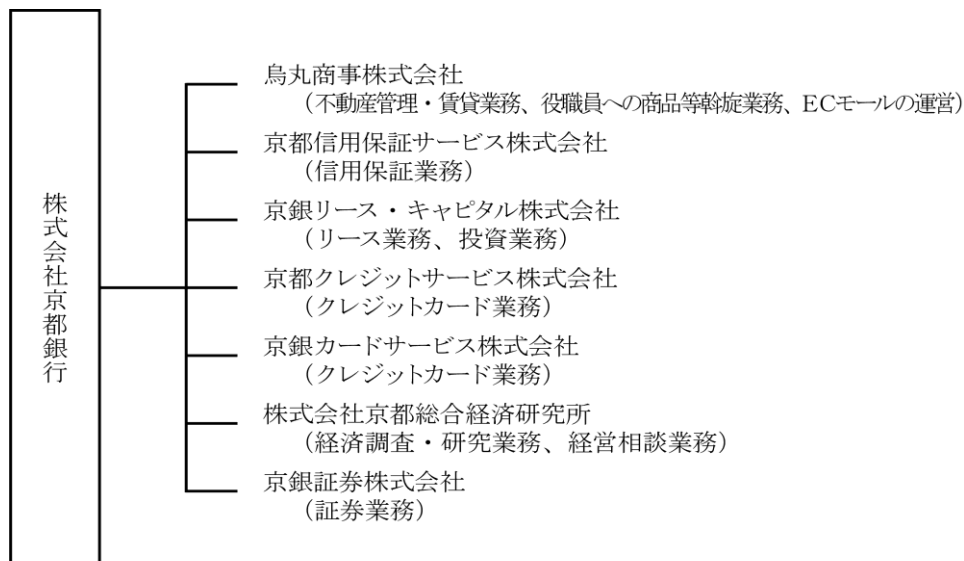 株式会社京都銀行
烏丸商事株式会社
（不動産管理・賃貸業務、役職員への商品等斡旋業務、ECモールの運営）
京都信用保証サービス株式会社
（信用保証業務）
京銀リース・キャピタル株式会社
（リース業務、投資業務）
京都クレジットサービス株式会社
（クレジットカード業務）
京銀カードサービス株式会社
（クレジットカード業務）
株式会社京都総合経済研究所
（経済調査・研究業務、経営相談業務）
京銀証券株式会社
（証券業務）